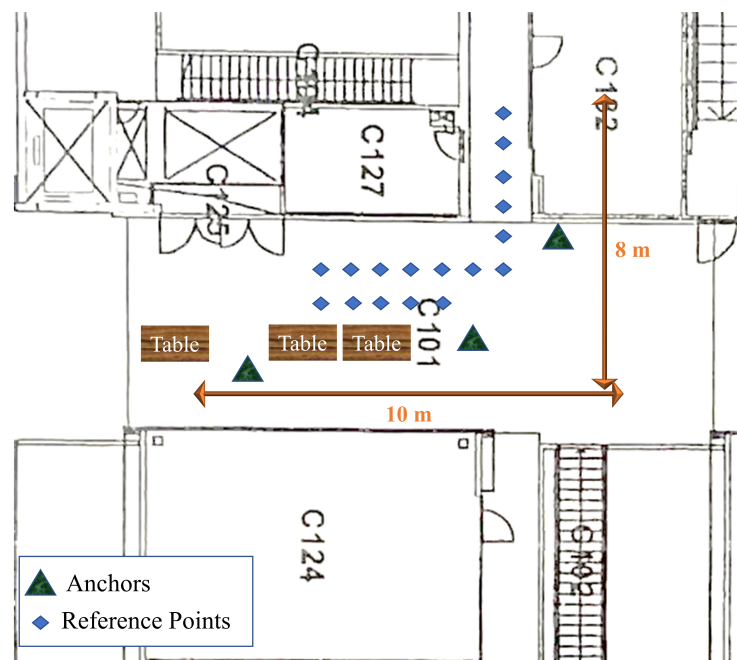 C102
C127
C125
8 m
C101
Table
Table
Table
10 m
C124
Anchors
Reference Points